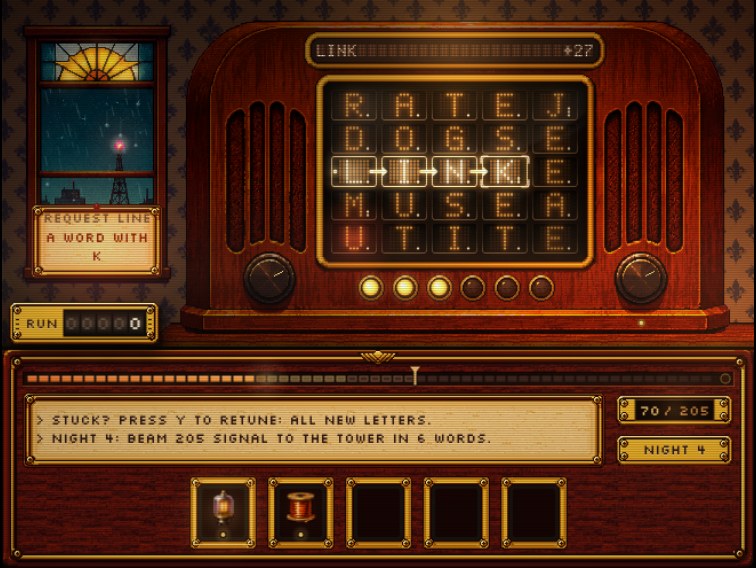 LINK +27
REQUEST LINE
A WORD WITH
K
R A T E J
D O G S E
L I N K E
M U S E A
U T I T E
RUN 00000
> STUCK? PRESS Y TO RETUNE: ALL NEW LETTERS.
> NIGHT 4: BEAM 205 SIGNAL TO THE TOWER IN 6 WORDS.
70 / 205
NIGHT 4